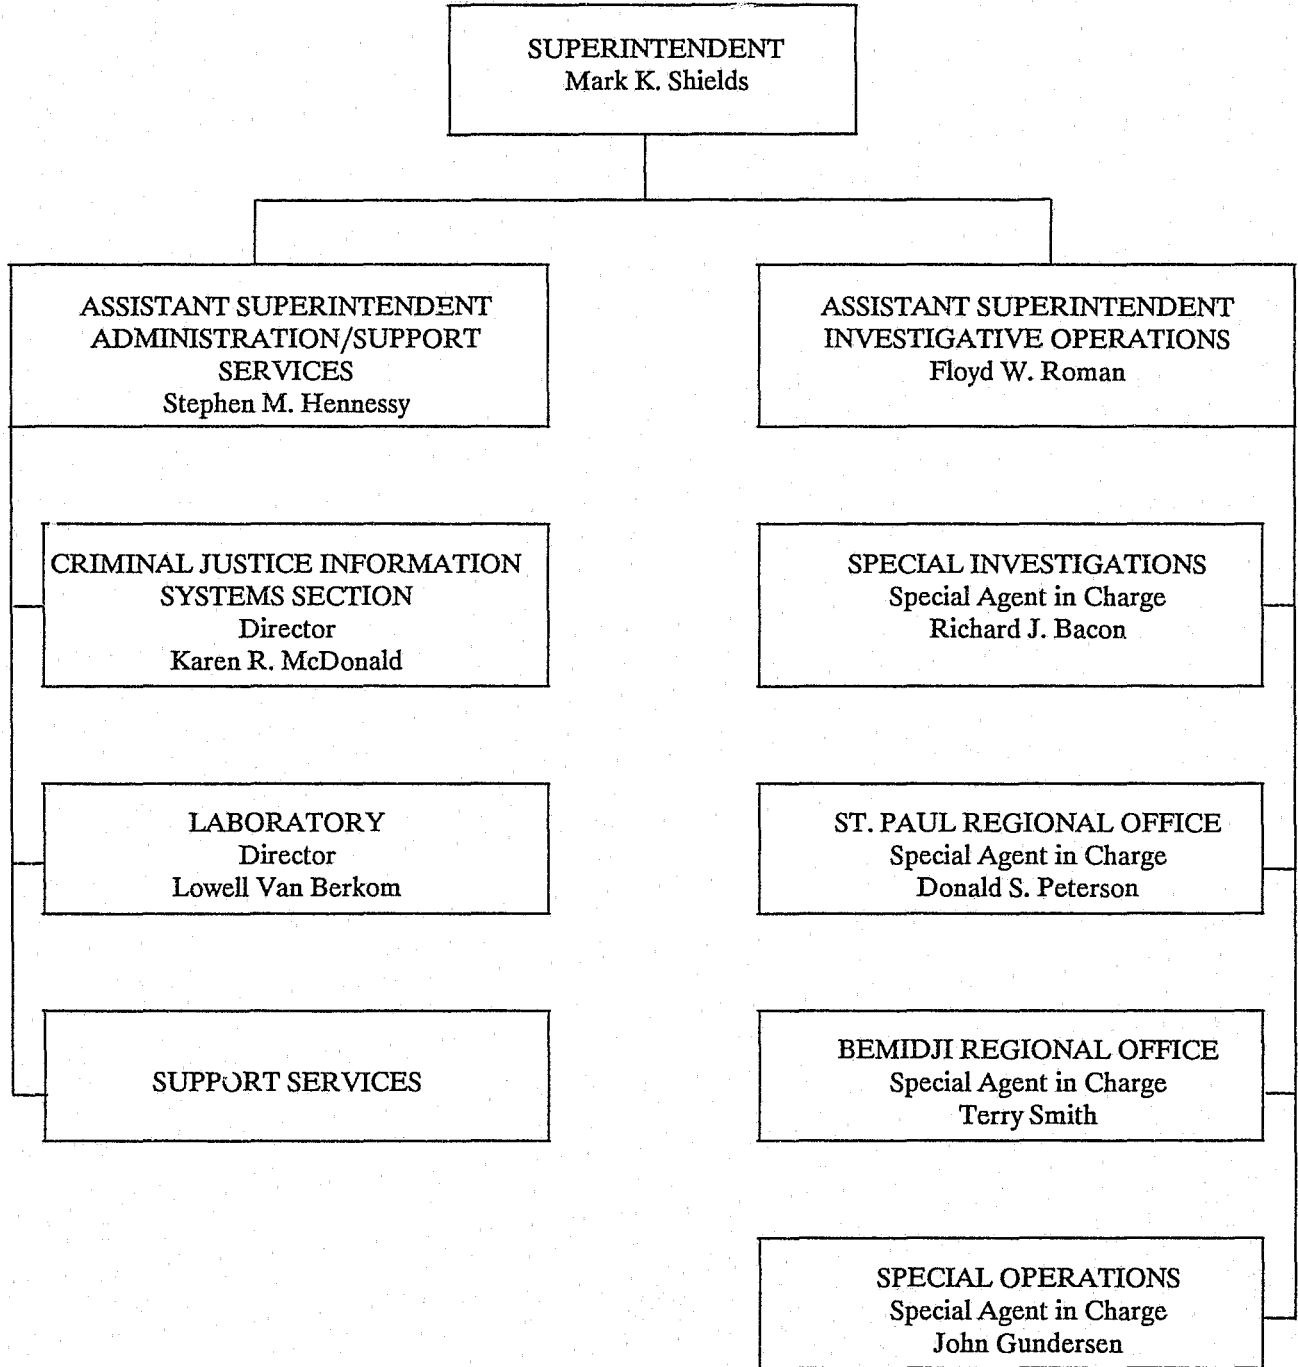 SUPERINTENDENT
Mark K. Shields
ASSISTANT SUPERINTENDENT
ADMINISTRATION/SUPPORT
SERVICES
Stephen M. Hennessy
ASSISTANT SUPERINTENDENT
INVESTIGATIVE OPERATIONS
Floyd W. Roman
CRIMINAL JUSTICE INFORMATION
SYSTEMS SECTION
Director
Karen R. McDonald
SPECIAL INVESTIGATIONS
Special Agent in Charge
Richard J. Bacon
LABORATORY
Director
Lowell Van Berkom
ST. PAUL REGIONAL OFFICE
Special Agent in Charge
Donald S. Peterson
SUPPORT SERVICES
BEMIDJI REGIONAL OFFICE
Special Agent in Charge
Terry Smith
SPECIAL OPERATIONS
Special Agent in Charge
John Gundersen